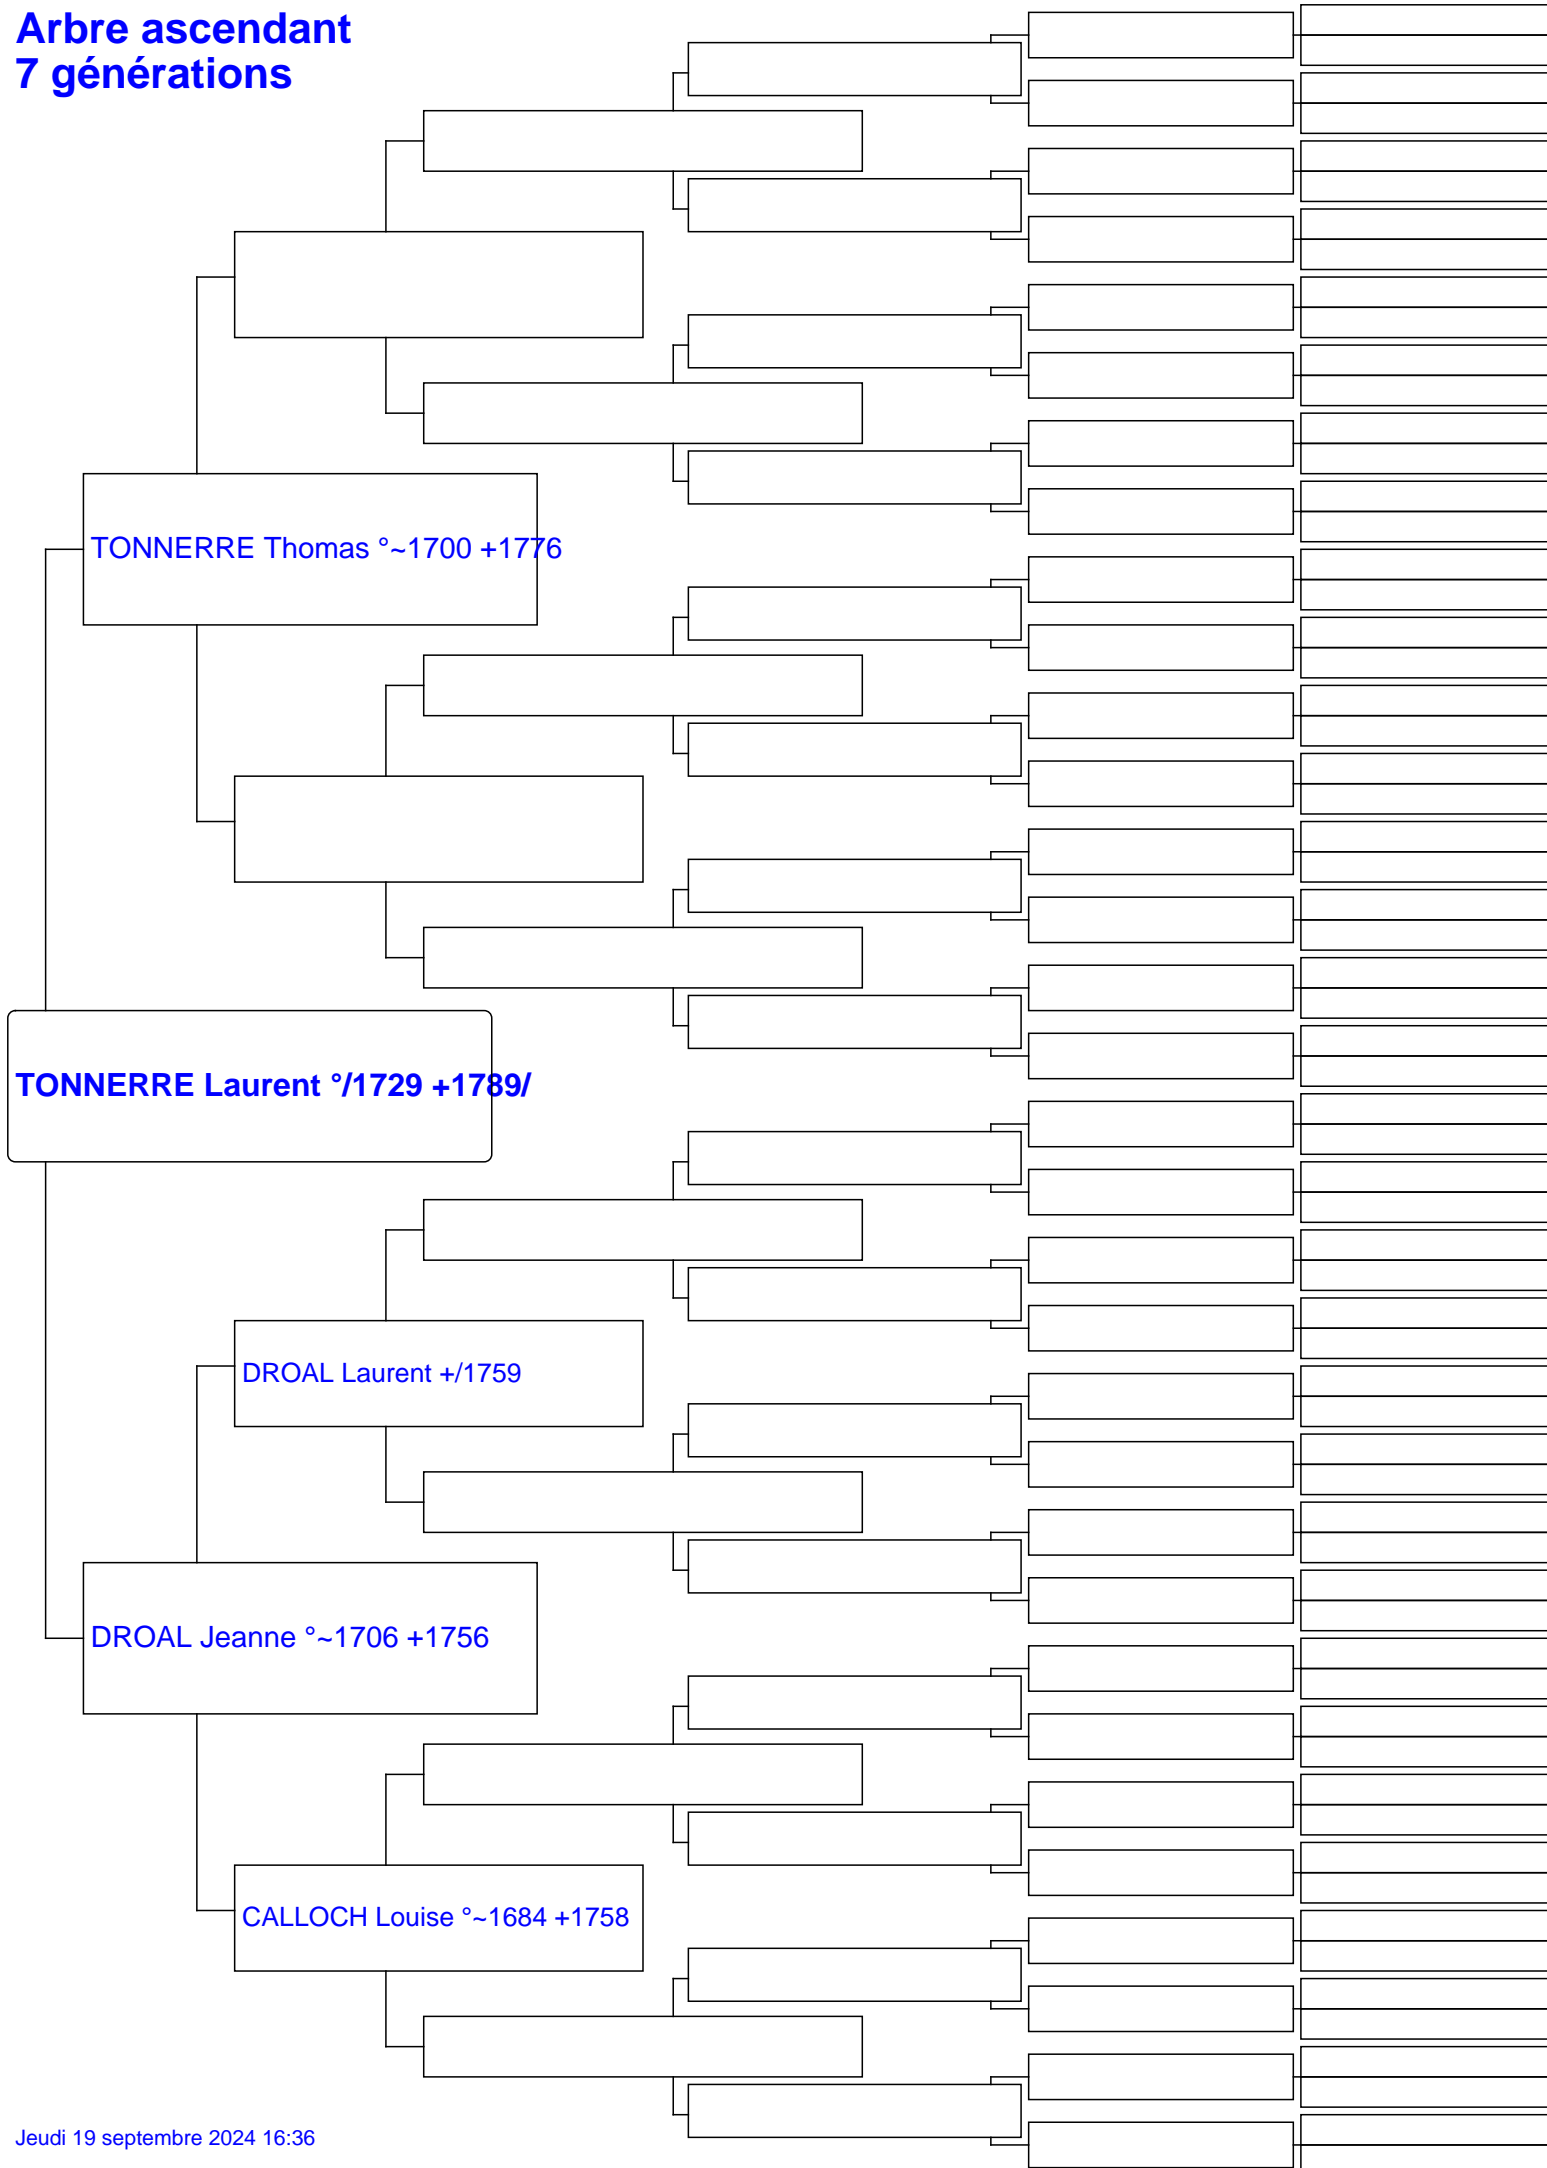 Arbre ascendant
7 générations
TONNERRE Thomas °~1700 +1776
TONNERRE Laurent °/1729 +1789/
DROAL Laurent +/1759
DROAL Jeanne °~1706 +1756
CALLOCH Louise °~1684 +1758
Jeudi 19 septembre 2024 16:36